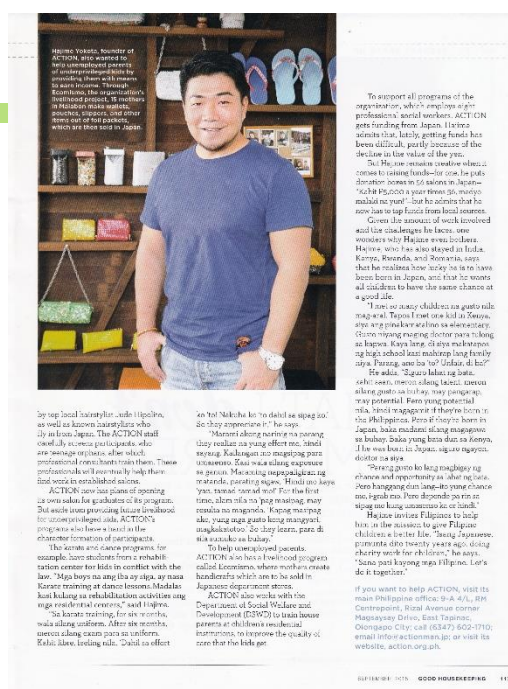 Hajime Yokota, founder of
ACTION, also wanted to
help unemployed parents
of underprivileged kids by
providing them with means
to earn income. Through
Ecomismo, the organization's
livelihood project, 15 mothers
in Malabon make wallets,
pouches, slippers, and other
items out of foil packets,
which are then sold in Japan.
by top local hairstylist Jude Hipolito,
as well as known hairstylists who
fly in from Japan. The ACTION staff
carefully screens participants, who
are teenage orphans, after which
professional consultants train them. These
professionals will eventually help them
find work in established salons.
ACTION now has plans of opening
its own salon for graduates of its program.
But aside from providing future livelihood
for underprivileged kids, ACTION's
programs also have a hand in the
character formation of participants.
The karate and dance programs, for
example, have students from a rehabili-
tation center for kids in conflict with the
law. "Mga boys na ang iba ay siga, ay nasa
Karate training at dance lessons. Madalas
kasi kulang sa rehabilitation activities ang
mga residential centers," said Hajime.
"Sa karate training, for six months,
wala silang uniform. After six months,
meron silang exam para sa uniform.
Kahit libre, feeling nila, 'Dahil sa effort
ko 'to! Nakuha ko 'to dahil sa sipag ko.'
So they appreciate it," he says.
"Marami akong narinig na parang
they realize na yung effort mo, hindi
sayang. Kailangan mo magsipag para
umasenso. Kasi wala silang exposure
sa ganun. Maraming napapaligiran ng
matanda, parating sigaw, 'Hindi mo kaya
'yan, tamad tamad mo!' For the first
time, alam nila na 'pag masipag, may
resulta na maganda. 'Kapag masipag
ako, yung mga gusto kong mangyari,
magkakatotoo.' So they learn, para di
sila sumuko sa buhay."
To help unemployed parents,
ACTION also has a livelihood program
called Ecomismo, where mothers create
handicrafts which are to be sold in
Japanese department stores.
ACTION also works with the
Department of Social Welfare and
Development (DSWD) to train house
parents at children's residential
institutions, to improve the quality of
care that the kids get.
To support all programs of the
organization, which employs eight
professional social workers, ACTION
gets funding from Japan. Hajime
admits that, lately, getting funds has
been difficult, partly because of the
decline in the value of the yen.
But Hajime remains creative when it
comes to raising funds—for one, he puts
donation boxes in 56 salons in Japan—
"Kahit P5,000 a year times 56, medyo
malaki na yun!"—but he admits that he
now has to tap funds from local sources.
Given the amount of work involved
and the challenges he faces, one
wonders why Hajime even bothers.
Hajime, who has also stayed in India,
Kenya, Rwanda, and Romania, says
that he realizes how lucky he is to have
been born in Japan, and that he wants
all children to have the same chance at
a good life.
"I met so many children na gusto nila
mag-aral. Tapos I met one kid in Kenya,
siya ang pinakamatalino sa elementary.
Gusto niyang maging doctor para tulong
sa kapwa. Kaya lang, di siya makatapos
ng high school kasi mahirap lang family
niya. Parang, ano ba 'to? Unfair, di ba?"
He adds, "Siguro lahat ng bata,
kahit saan, meron silang talent, meron
silang gusto sa buhay, may pangarap,
may potential. Pero yung potential
nila, hindi magagamit if they're born in
the Philippines. Pero if they're born in
Japan, baka madami silang magagawa
sa buhay. Baka yung bata dun sa Kenya,
if he was born in Japan, siguro ngayon,
doktor na siya.
"Parang gusto ko lang magbigay ng
chance and opportunity sa lahat ng bata.
Pero hanggang dun lang—ito yung chance
mo, i-grab mo. Pero depende pa rin sa
sipag mo kung umasenso ka or hindi."
Hajime invites Filipinos to help
him in the mission to give Filipino
children a better life. "Isang Japanese,
pumunta dito twenty years ago, doing
charity work for children," he says.
"Sana pati kayong mga Filipino. Let's
do it together."
If you want to help ACTION, visit its
main Philippine office: 9-A 4/L, RM
Centrepoint, Rizal Avenue corner
Magsaysay Drive, East Tapinac,
Olongapo City; call (6347) 602-1710;
email info@actionman.jp; or visit its
website, action.org.ph.
SEPTEMBER 2015 GOOD HOUSEKEEPING